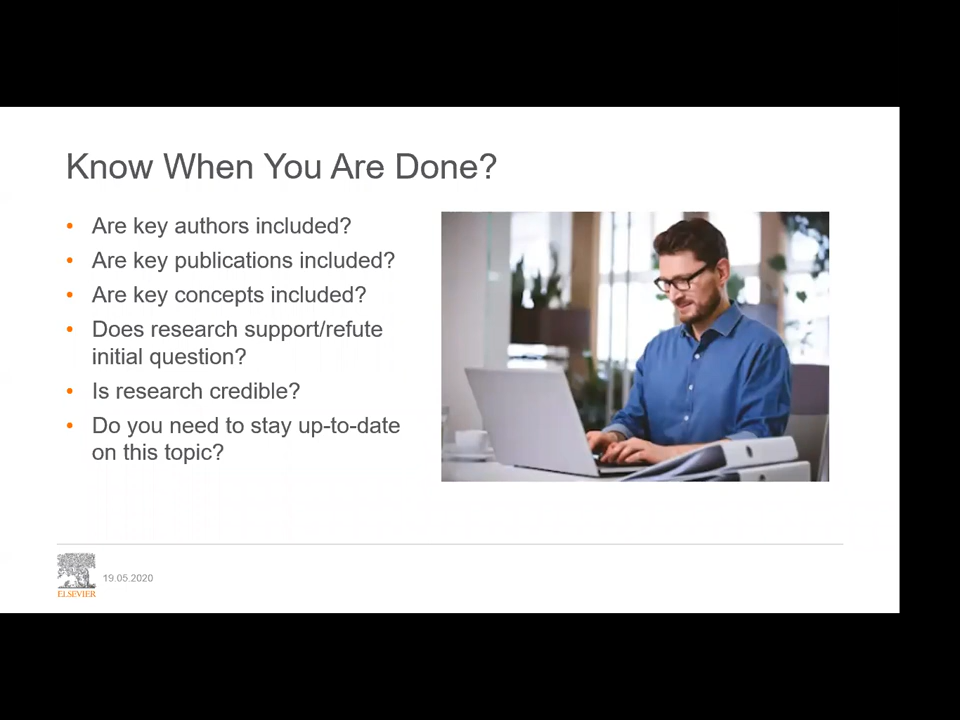 Know When You Are Done?
• Are key authors included?
• Are key publications included?
• Are key concepts included?
• Does research support/refute
initial question?
• Is research credible?
• Do you need to stay up-to-date
on this topic?
ELSEVIER
19.05.2020